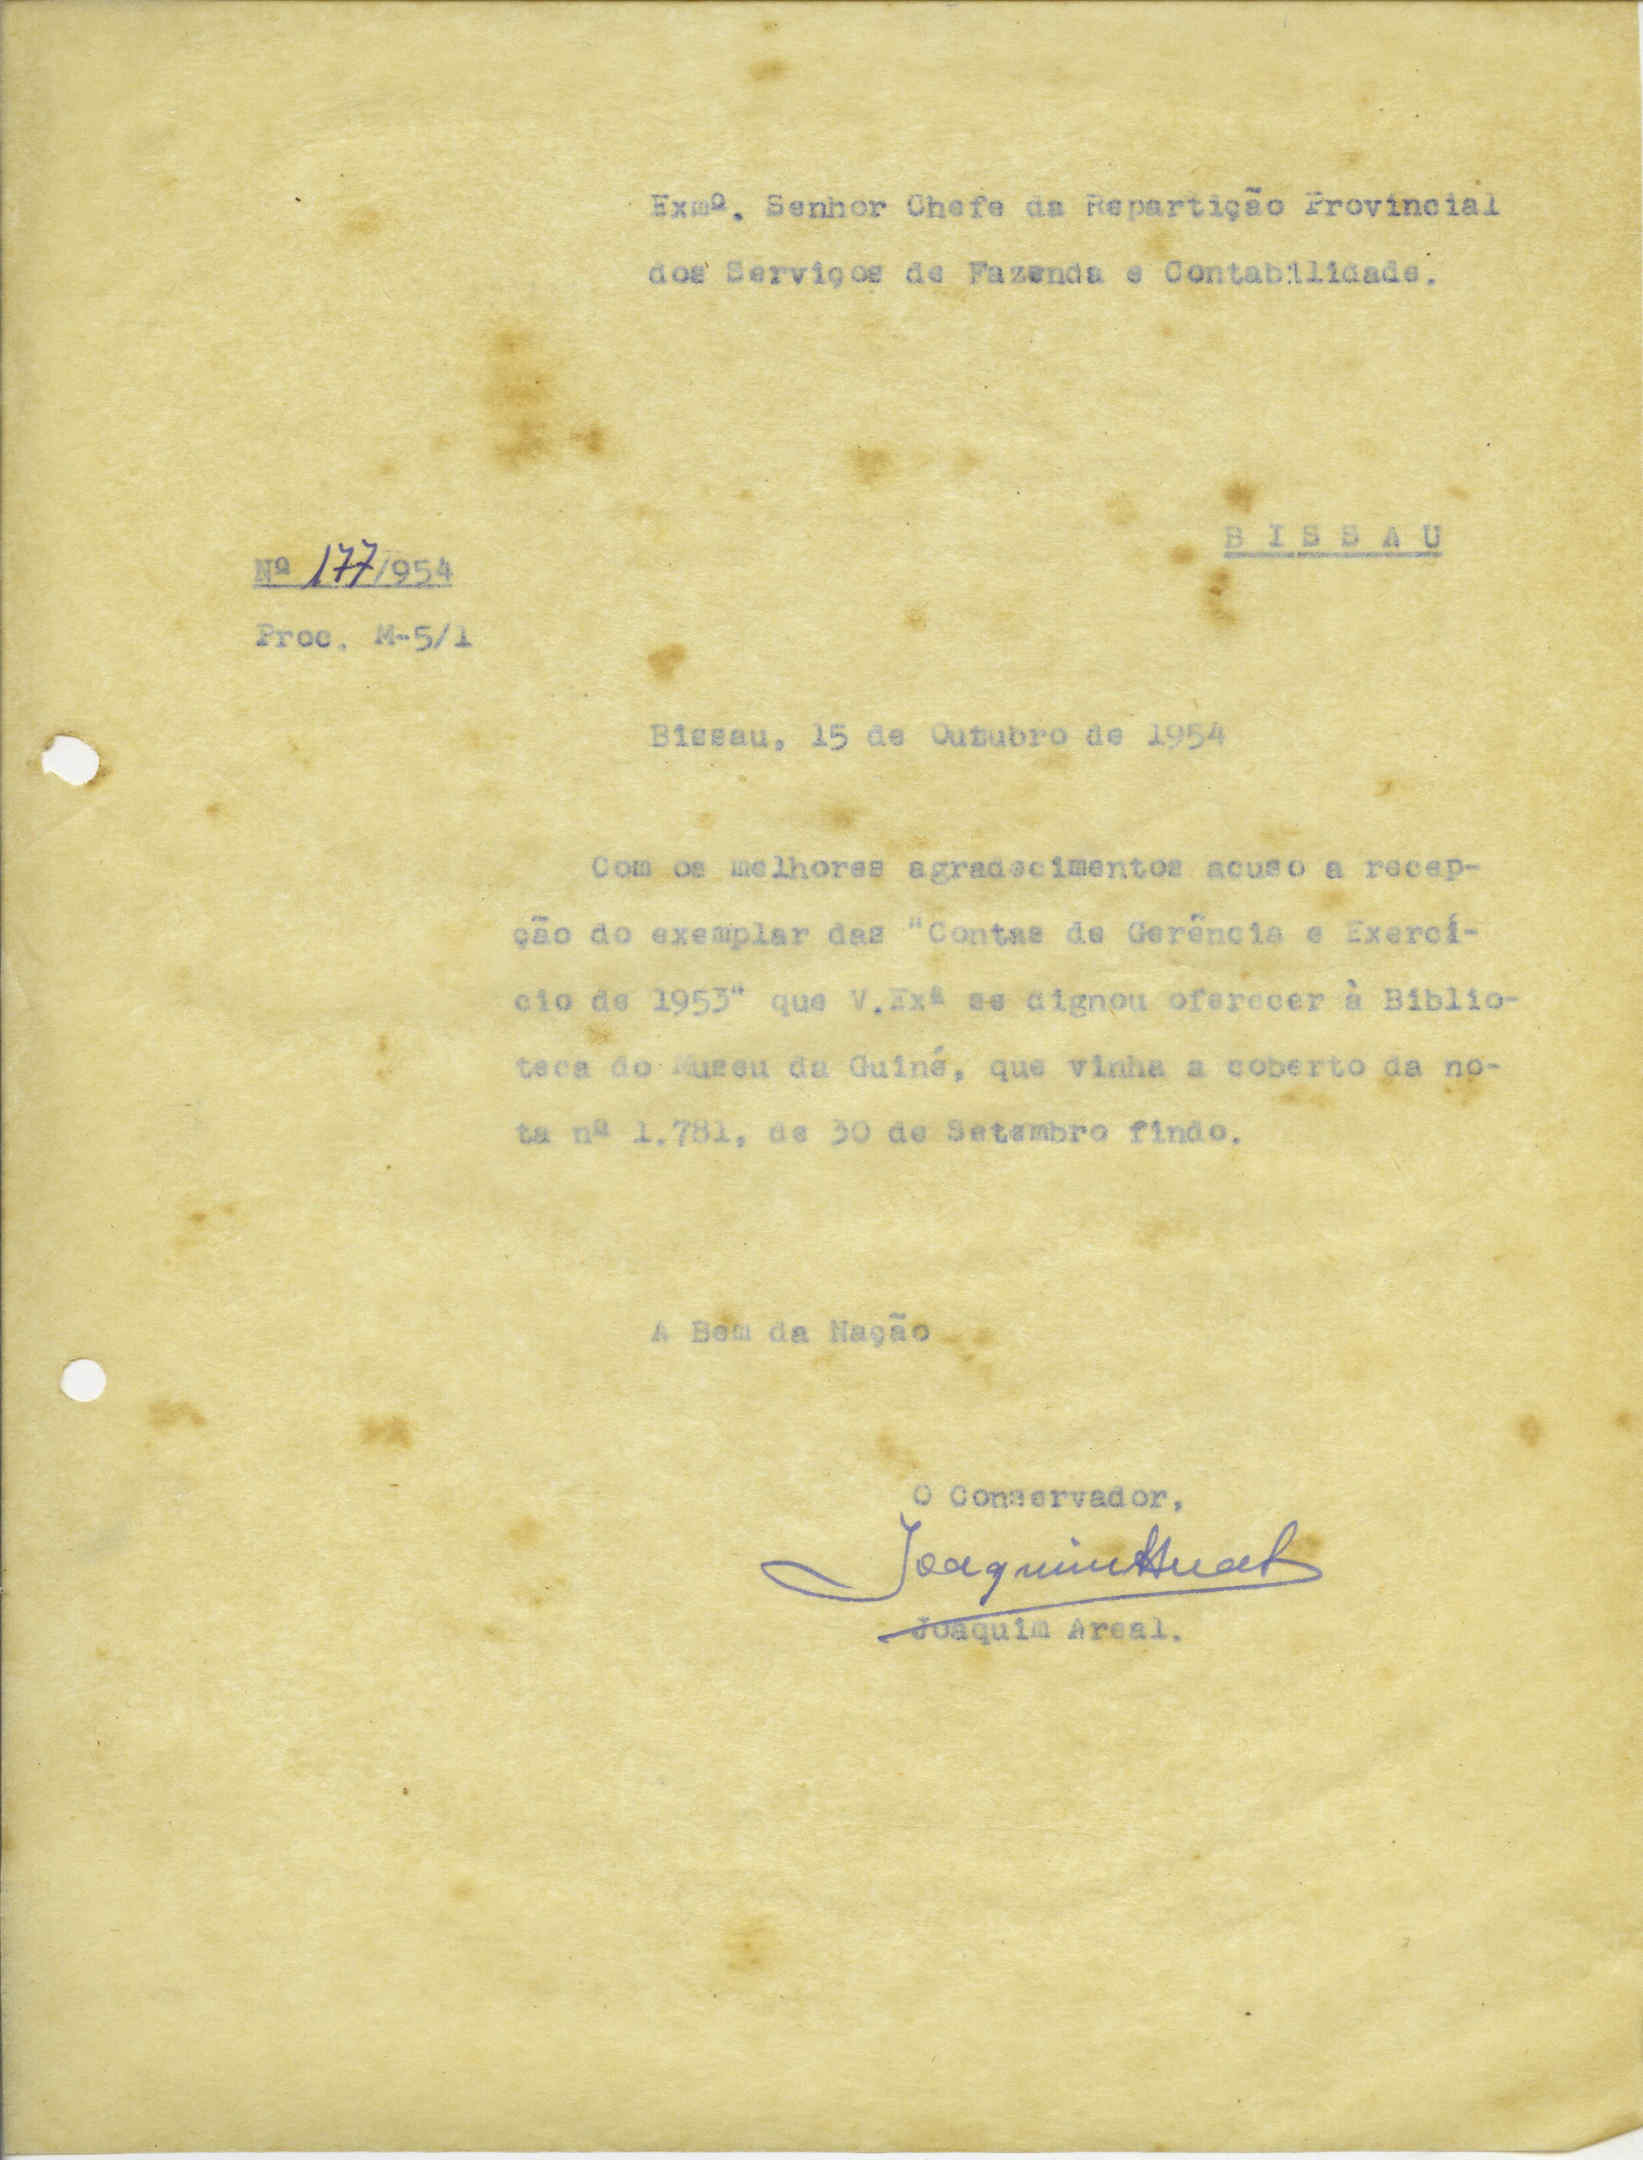 Exmº. Senhor Chefe da Repartição Provincial
dos Serviços de Fazenda e Contabilidade.
B I S S A U
Nº 177/954
Proc. M-5/1
Bissau, 15 de Outubro de 1954
Com os melhores agradecimentos acuso a recep-
ção do exemplar das "Contas de Gerência e Exercí-
cio de 1953" que V.Exª se dignou oferecer à Biblio-
teca do Museu da Guiné, que vinha a coberto da no-
ta nº 1.781, de 30 de Setembro findo.
A Bem da Nação
O Conservador,
Joaquim Areal
Joaquim Areal.